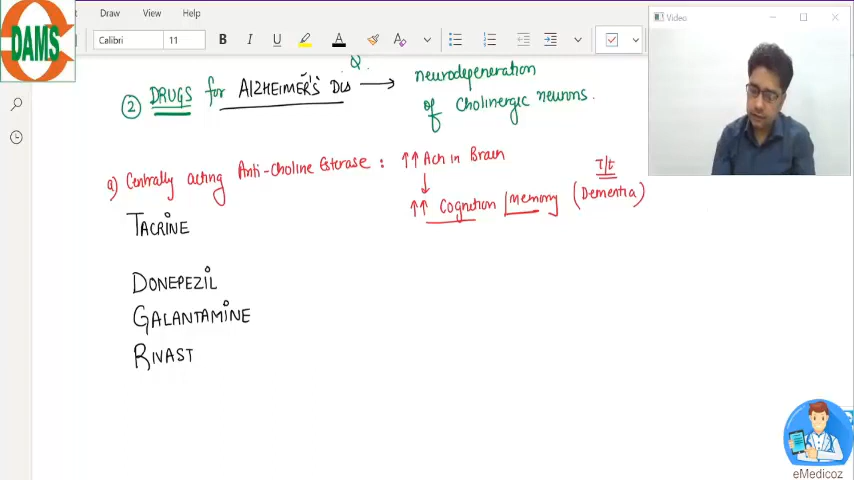 DAMS
Draw Design View Help
Video
Calibri 11 B I U A
② DRUGS for ALZHEIMER'S DIS Q. → neurodegeneration
of Cholinergic neurons.
a) Centrally acting Anti-Choline Esterase : ↑↑ Ach in Brain
↓
↑↑ Cognition / Memory (Dementia)
T/t
TACRINE
DONEPEZIL
GALANTAMINE
RIVAST
eMedicoz